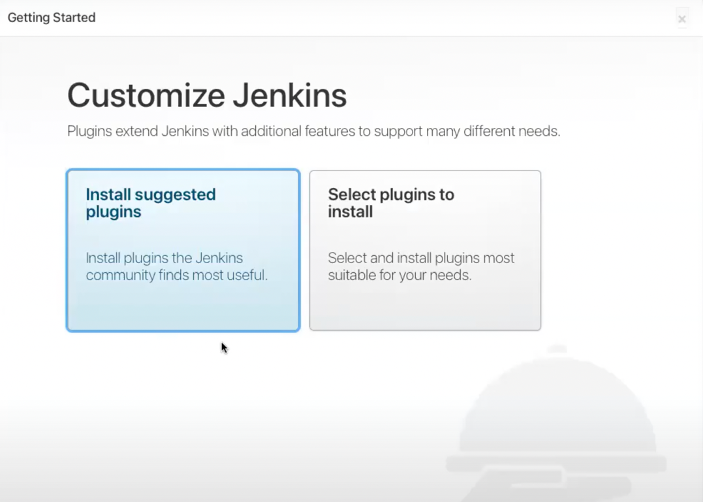 Getting Started
×
Customize Jenkins
Plugins extend Jenkins with additional features to support many different needs.
Install suggested
plugins
Install plugins the Jenkins
community finds most useful.
Select plugins to
install
Select and install plugins most
suitable for your needs.